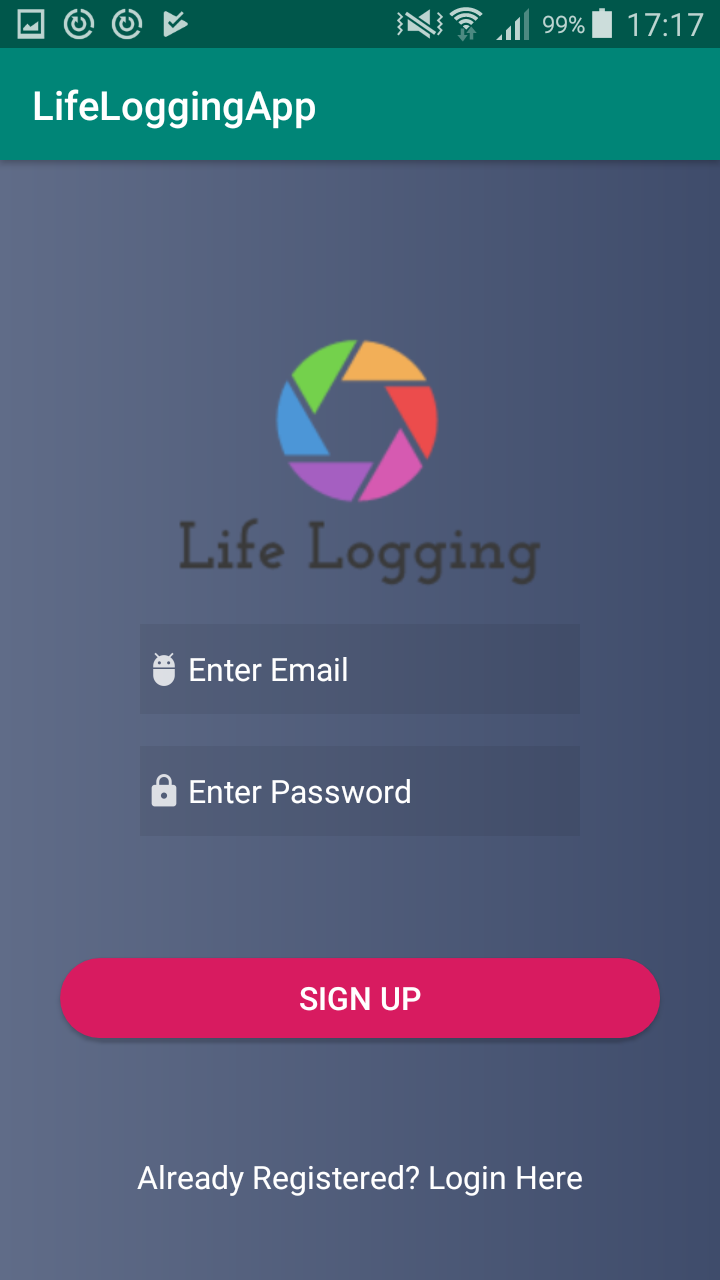 99% 17:17
LifeLoggingApp
Life Logging
Enter Email
Enter Password
SIGN UP
Already Registered? Login Here